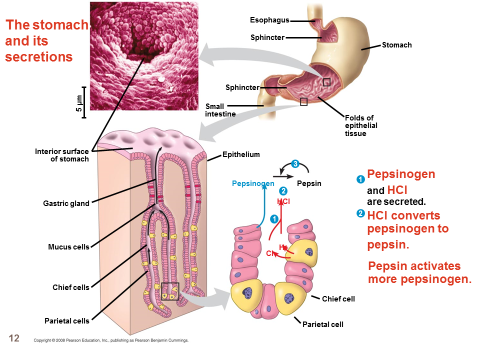 The stomach
and its
secretions
5 µm
Esophagus
Sphincter
Stomach
Sphincter
Small
intestine
Folds of
epithelial
tissue
Interior surface
of stomach
Epithelium
Gastric gland
Mucus cells
Chief cells
Parietal cells
3
Pepsinogen
Pepsin
2
HCl
1
H+
Cl–
Chief cell
Parietal cell
1 Pepsinogen
and HCl
are secreted.
2 HCl converts
pepsinogen to
pepsin.
Pepsin activates
more pepsinogen.
12
Copyright © 2008 Pearson Education, Inc., publishing as Pearson Benjamin Cummings.